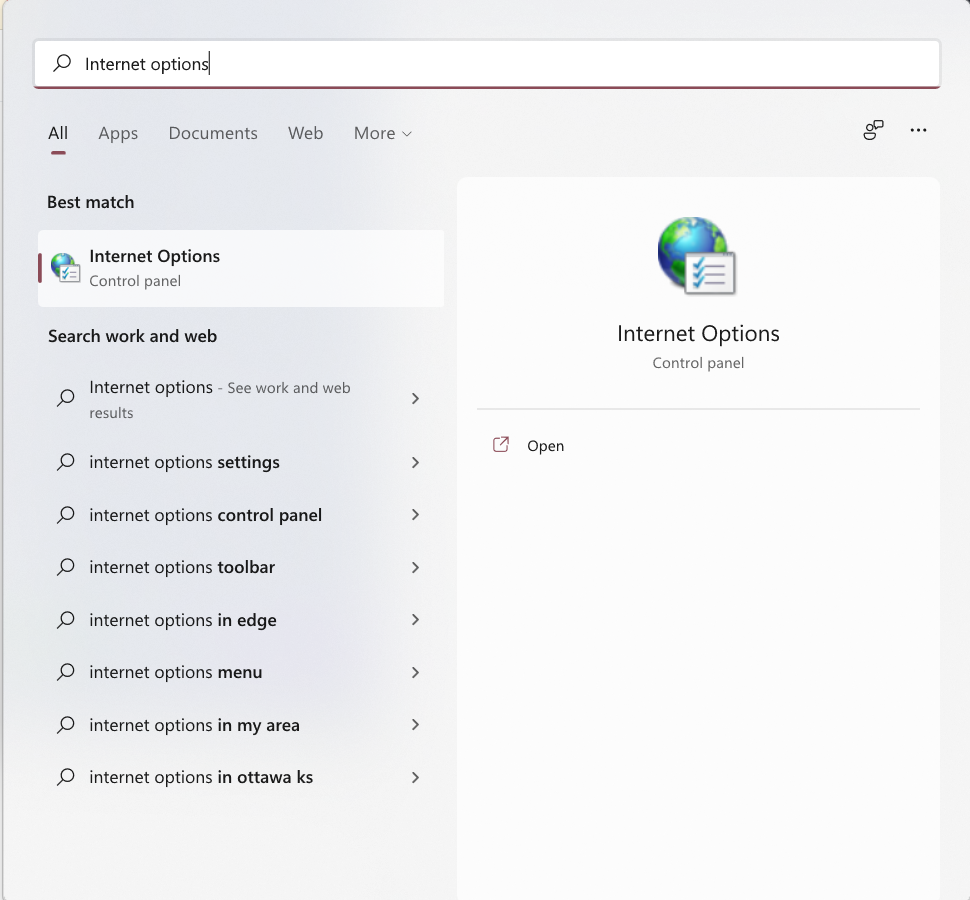 Internet options
All Apps Documents Web More
Best match
Internet Options
Control panel
Search work and web
Internet options - See work and web
results
internet options settings
internet options control panel
internet options toolbar
internet options in edge
internet options menu
internet options in my area
internet options in ottawa ks
Internet Options
Control panel
Open